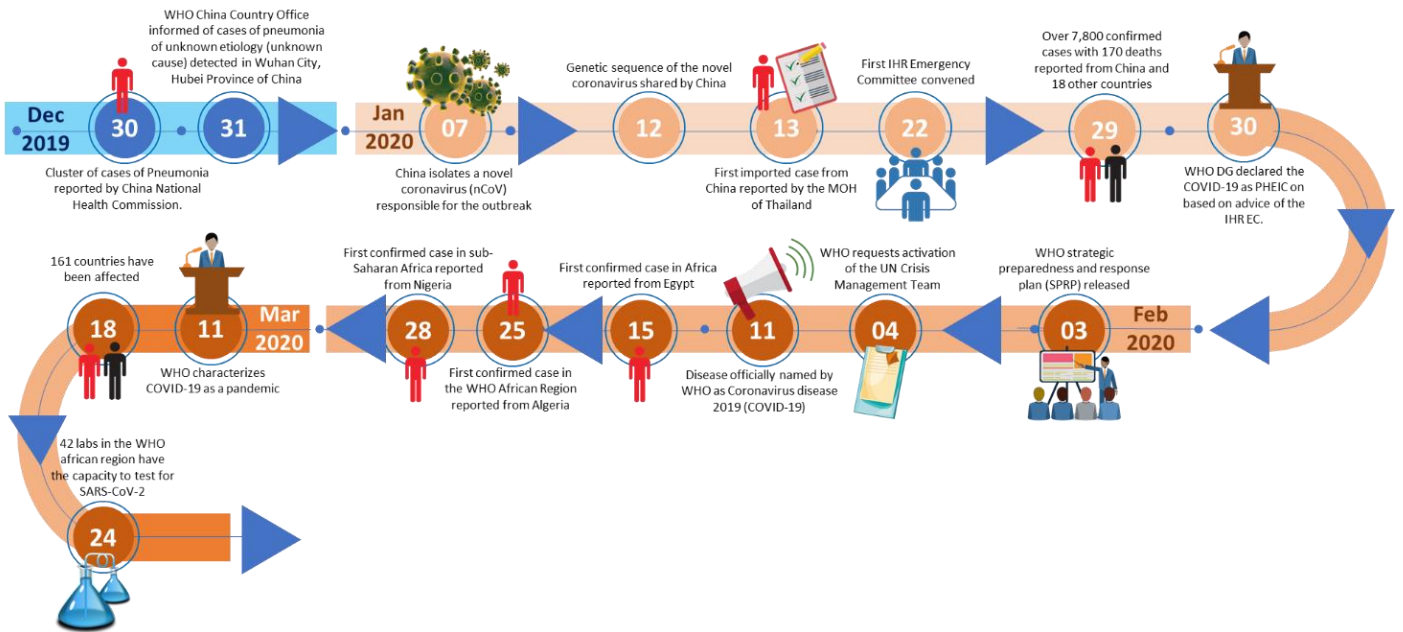 Dec
2019
30
Cluster of cases of Pneumonia
reported by China National
Health Commission.
WHO China Country Office
informed of cases of pneumonia
of unknown etiology (unknown
cause) detected in Wuhan City,
Hubei Province of China
31
Jan
2020
07
China isolates a novel
coronavirus (nCoV)
responsible for the outbreak
Genetic sequence of the novel
coronavirus shared by China
12
13
First imported case from
China reported by the MOH
of Thailand
First IHR Emergency
Committee convened
22
Over 7,800 confirmed
cases with 170 deaths
reported from China and
18 other countries
29
30
WHO DG declared the
COVID-19 as PHEIC on
based on advice of the
IHR EC.
Feb
2020
WHO strategic
preparedness and response
plan (SPRP) released
03
WHO requests activation
of the UN Crisis
Management Team
04
11
Disease officially named by
WHO as Coronavirus disease
2019 (COVID-19)
First confirmed case in Africa
reported from Egypt
15
25
First confirmed case in
the WHO African Region
reported from Algeria
First confirmed case in sub-
Saharan Africa reported
from Nigeria
28
Mar
2020
11
WHO characterizes
COVID-19 as a pandemic
161 countries have
been affected
18
42 labs in the WHO
african region have
the capacity to test for
SARS-CoV-2
24